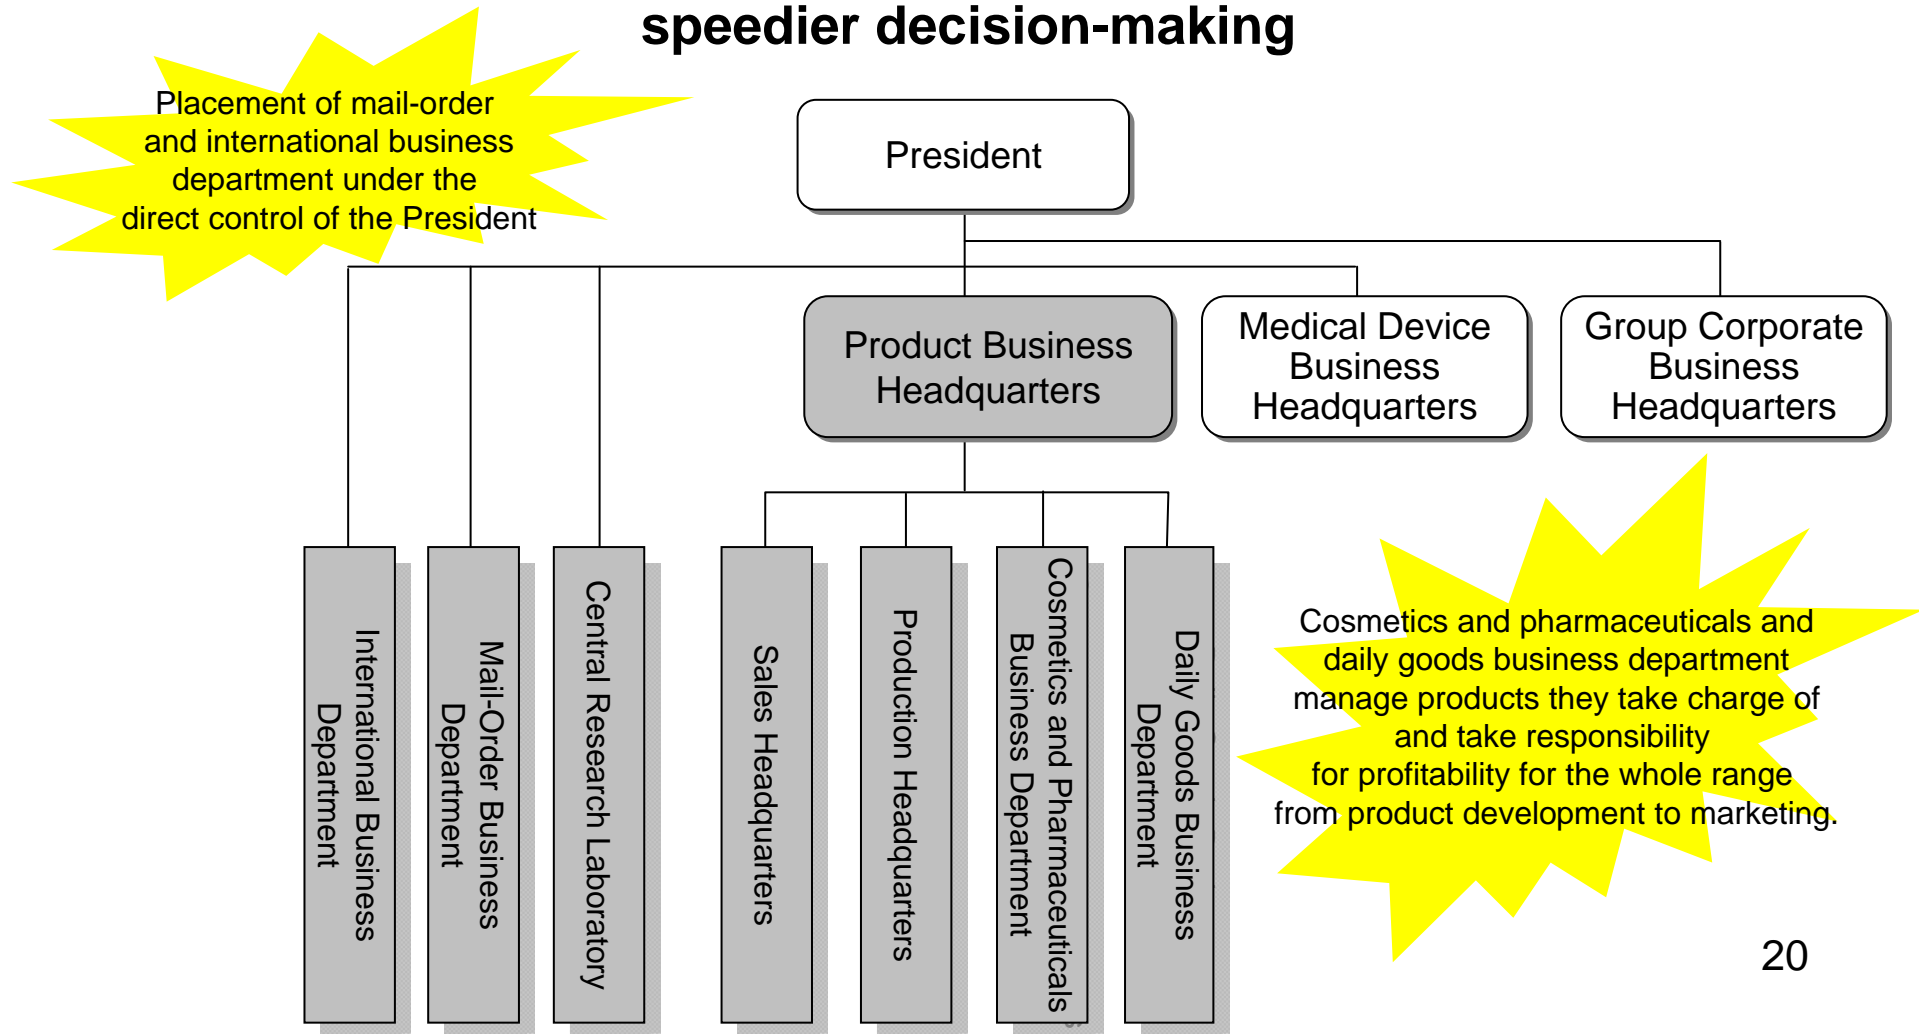 speedier decision-making
Placement of mail-order
and international business
department under the
direct control of the President
President
Product Business
Headquarters
Medical Device
Business
Headquarters
Group Corporate
Business
Headquarters
International Business
Department
Mail-Order Business
Department
Central Research Laboratory
Sales Headquarters
Production Headquarters
Cosmetics and Pharmaceuticals
Business Department
Daily Goods Business
Department
Cosmetics and pharmaceuticals and
daily goods business department
manage products they take charge of
and take responsibility
for profitability for the whole range
from product development to marketing.
20